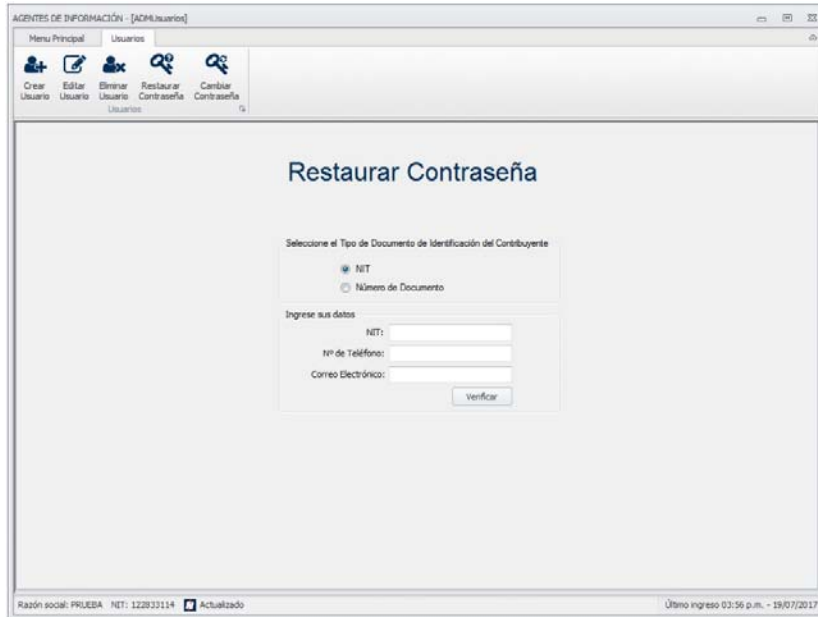 AGENTES DE INFORMACIÓN - [ADMUsuarios]
Menu Principal Usuarios
Crear Usuario Editar Usuario Eliminar Usuario Restaurar Contraseña Cambiar Contraseña
Usuarios
Restaurar Contraseña
Seleccione el Tipo de Documento de Identificación del Contribuyente
NIT
Número de Documento
Ingrese sus datos
NIT:
Nº de Teléfono:
Correo Electrónico:
Verificar
Razón social: PRUEBA NIT: 122833114 Actualizado Último ingreso 03:56 p.m. - 19/07/2017